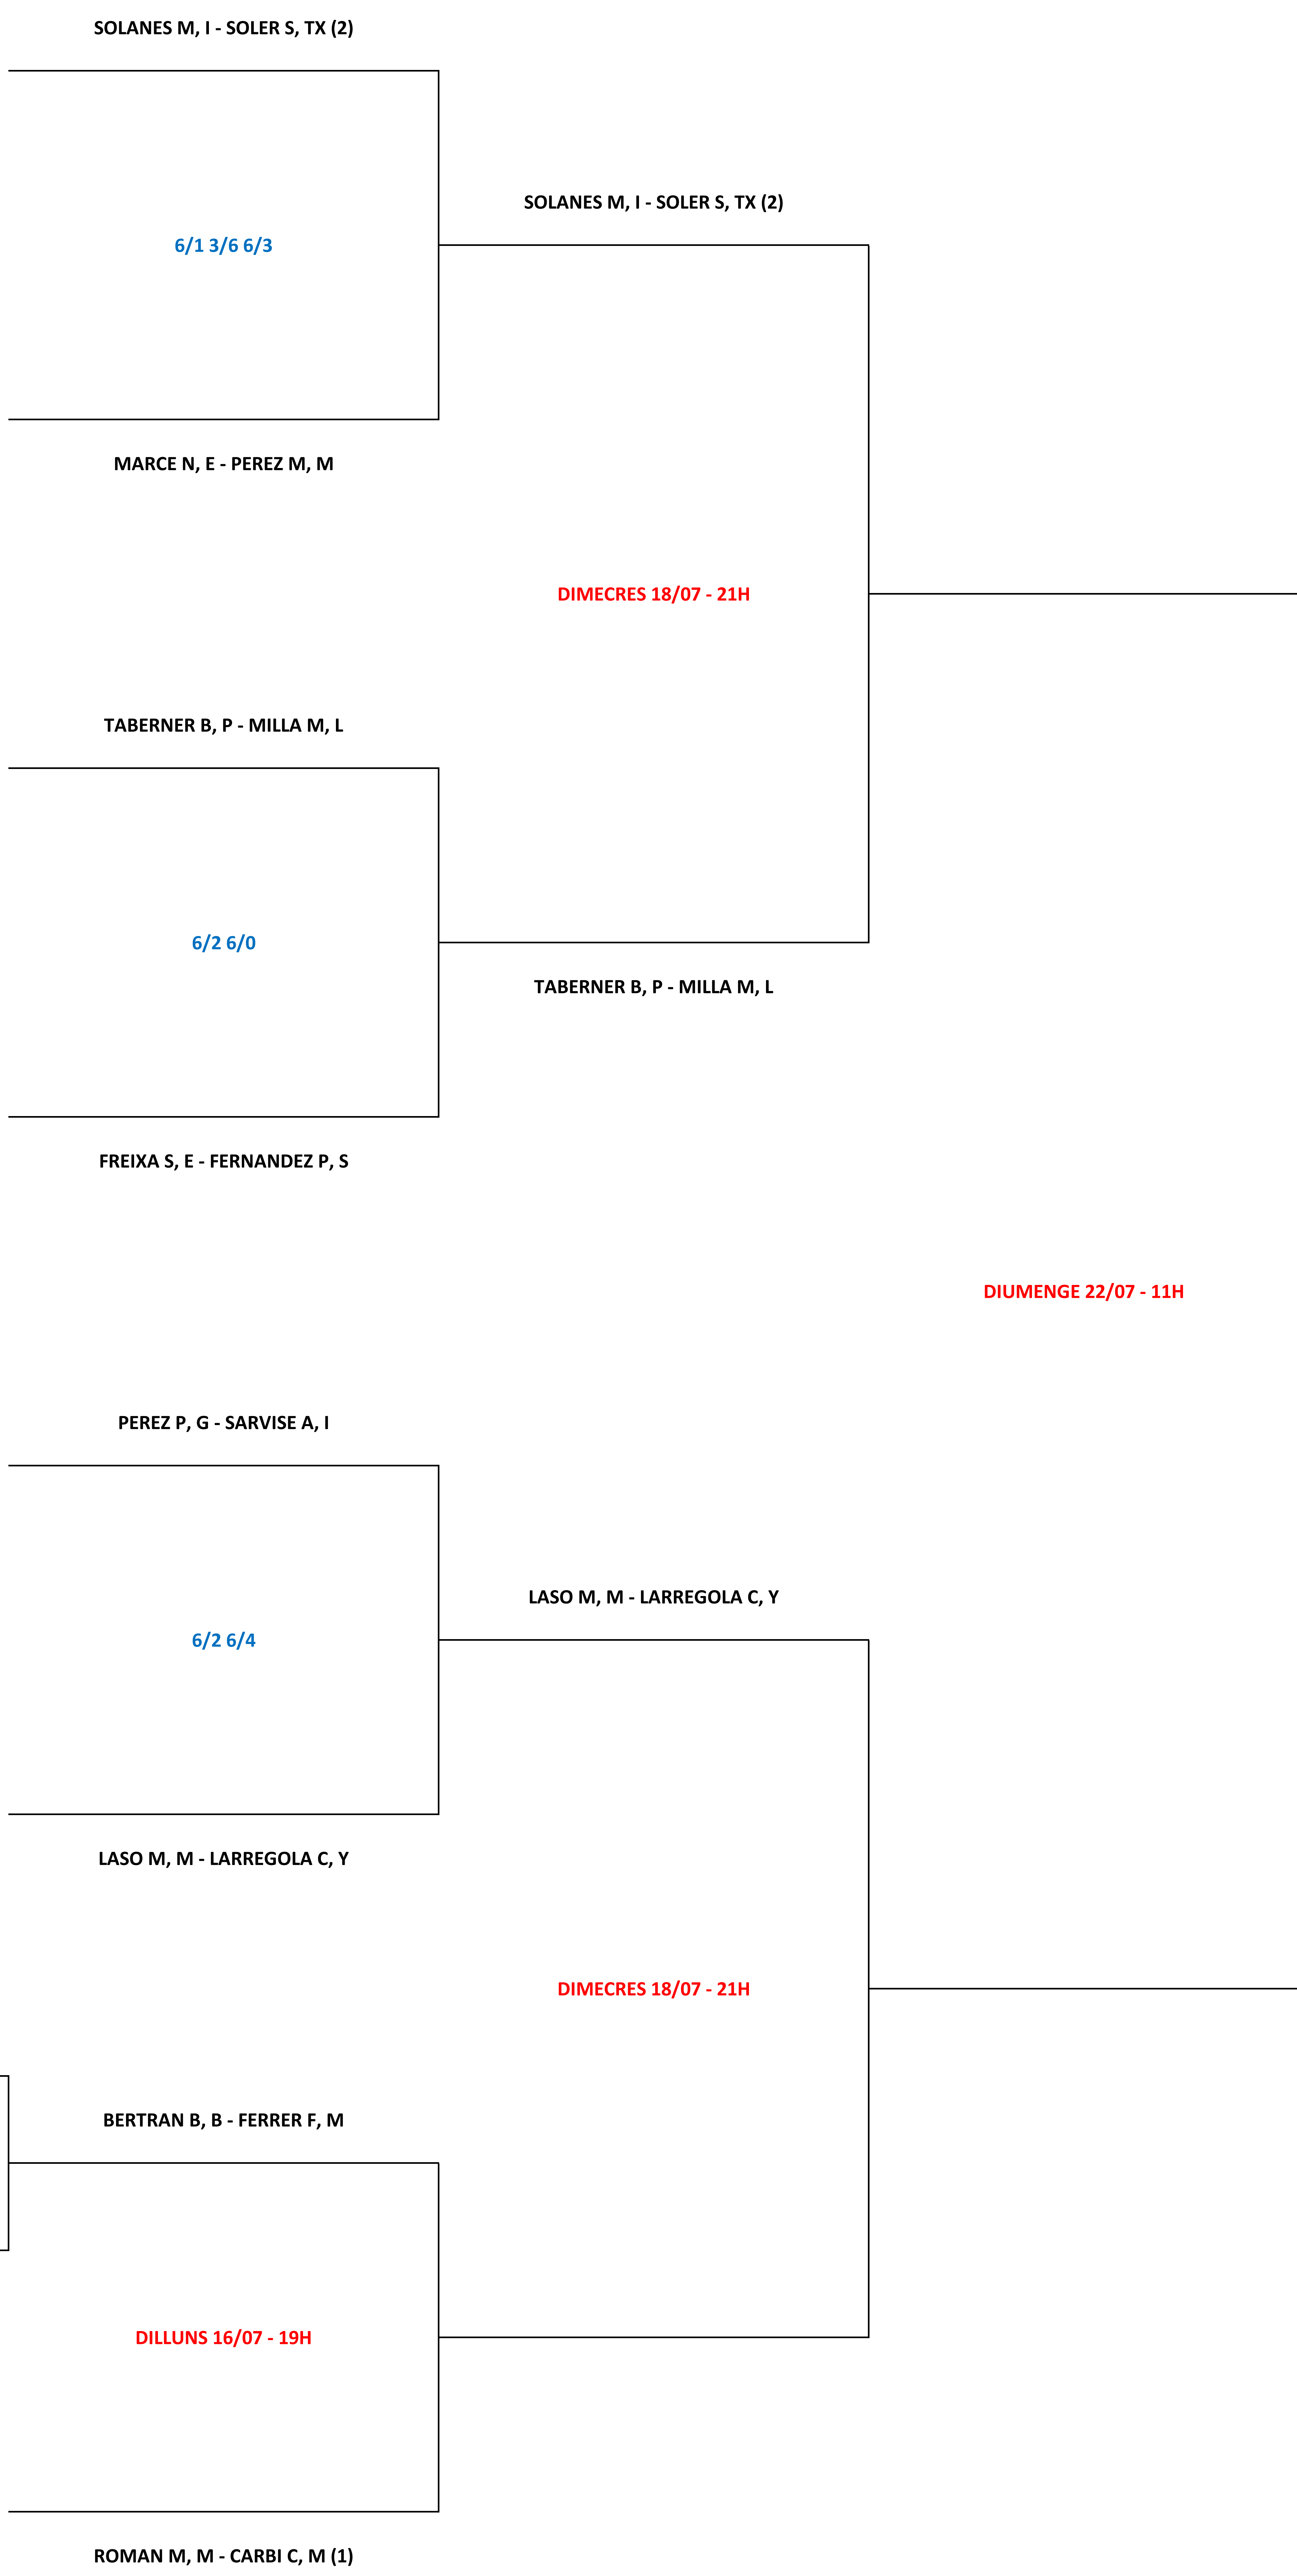 SOLANES M, I - SOLER S, TX (2)
SOLANES M, I - SOLER S, TX (2)
6/1 3/6 6/3
MARCE N, E - PEREZ M, M
DIMECRES 18/07 - 21H
TABERNER B, P - MILLA M, L
6/2 6/0
TABERNER B, P - MILLA M, L
FREIXA S, E - FERNANDEZ P, S
DIUMENGE 22/07 - 11H
PEREZ P, G - SARVISE A, I
LASO M, M - LARREGOLA C, Y
6/2 6/4
LASO M, M - LARREGOLA C, Y
DIMECRES 18/07 - 21H
BERTRAN B, B - FERRER F, M
DILLUNS 16/07 - 19H
ROMAN M, M - CARBI C, M (1)